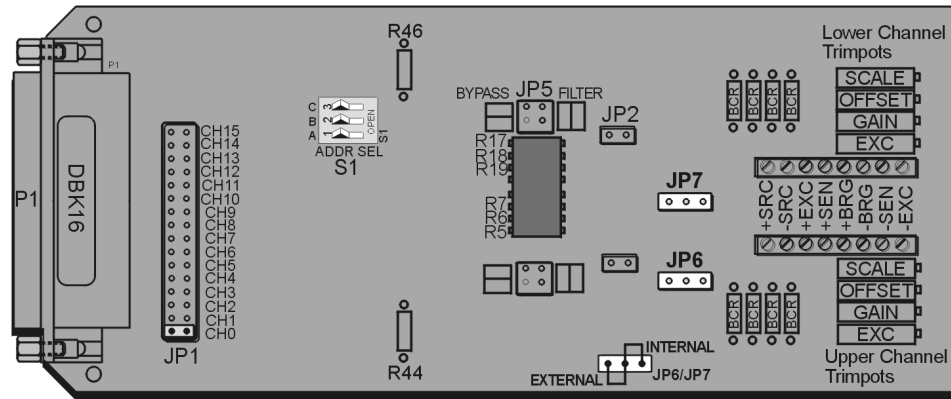 R46
Lower Channel
Trimpots
P1
SCALE
OFFSET
GAIN
EXC
BYPASS JP5 FILTER
JP2
BCR BCR BCR BCR
C 3
B 2
A 1
OPEN
S1
ADDR SEL
S1
CH15
CH14
CH13
CH12
CH11
CH10
CH9
CH8
CH7
CH6
CH5
CH4
CH3
CH2
CH1
CH0
JP1
P1
DBK16
R17
R18
R19
R7
R6
R5
JP7
JP6
+SRC
-SRC
+EXC
+SEN
+BRG
-BRG
-SEN
-EXC
SCALE
OFFSET
GAIN
EXC
BCR BCR BCR BCR
Upper Channel
Trimpots
R44
INTERNAL
EXTERNAL
JP6/JP7